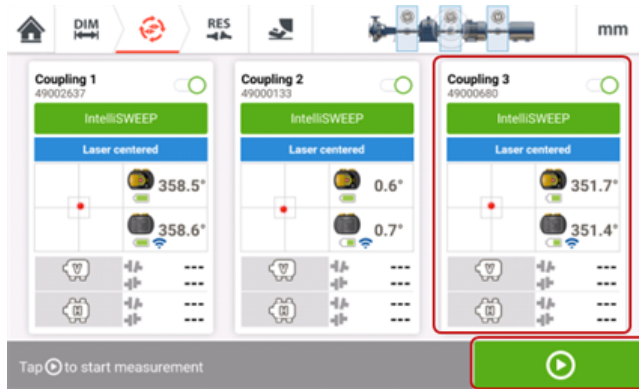 DIM
RES
mm
Coupling 1
49002637
IntelliSWEEP
Laser centered
358.5°
358.6°
V
---
---
H
---
---
Coupling 2
49000133
IntelliSWEEP
Laser centered
0.6°
0.7°
V
---
---
H
---
---
Coupling 3
49000680
IntelliSWEEP
Laser centered
351.7°
351.4°
V
---
---
H
---
---
Tap to start measurement